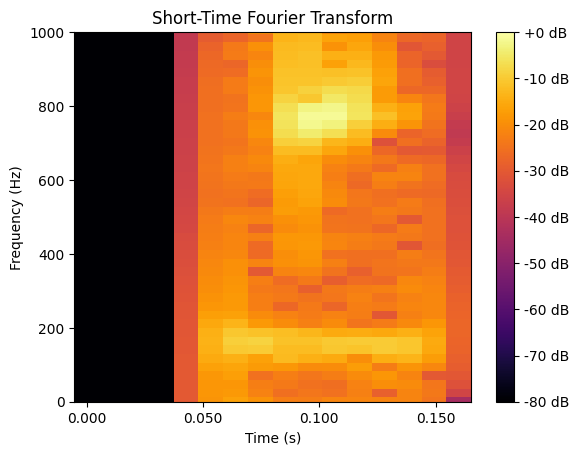 Short-Time Fourier Transform
1000
800
600
400
200
0
Frequency (Hz)
0.000
0.050
0.100
0.150
Time (s)
+0 dB
-10 dB
-20 dB
-30 dB
-40 dB
-50 dB
-60 dB
-70 dB
-80 dB